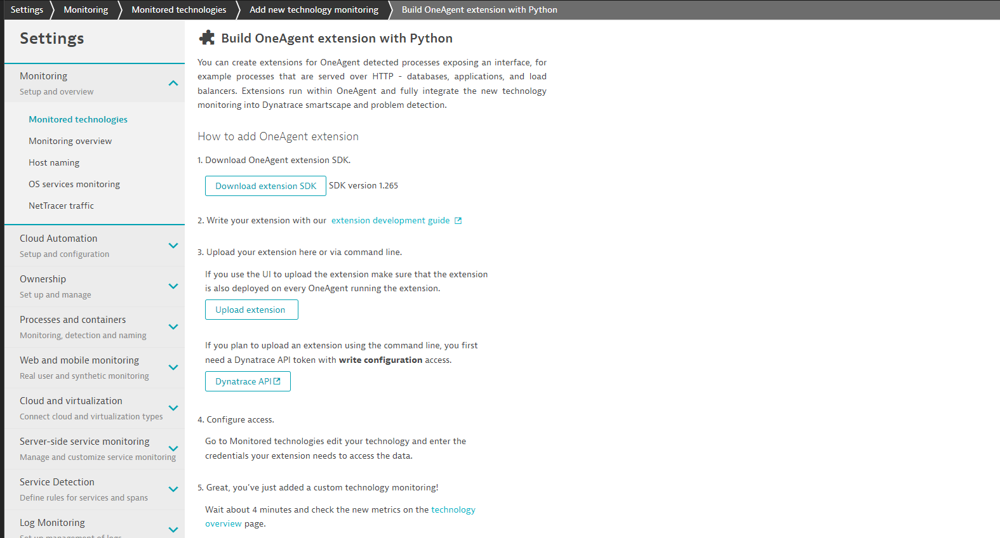 Settings
Monitoring
Monitored technologies
Add new technology monitoring
Build OneAgent extension with Python
Settings
Monitoring
Setup and overview
Monitored technologies
Monitoring overview
Host naming
OS services monitoring
NetTracer traffic
Cloud Automation
Setup and configuration
Ownership
Set up and manage
Processes and containers
Monitoring, detection and naming
Web and mobile monitoring
Real user and synthetic monitoring
Cloud and virtualization
Connect cloud and virtualization types
Server-side service monitoring
Manage and customize service monitoring
Service Detection
Define rules for services and spans
Log Monitoring
Set up management of logs
Build OneAgent extension with Python
You can create extensions for OneAgent detected processes exposing an interface, for
example processes that are served over HTTP - databases, applications, and load
balancers. Extensions run within OneAgent and fully integrate the new technology
monitoring into Dynatrace smartscape and problem detection.
How to add OneAgent extension
1. Download OneAgent extension SDK.
Download extension SDK SDK version 1.265
2. Write your extension with our extension development guide
3. Upload your extension here or via command line.
If you use the UI to upload the extension make sure that the extension
is also deployed on every OneAgent running the extension.
Upload extension
If you plan to upload an extension using the command line, you first
need a Dynatrace API token with write configuration access.
Dynatrace API
4. Configure access.
Go to Monitored technologies edit your technology and enter the
credentials your extension needs to access the data.
5. Great, you've just added a custom technology monitoring!
Wait about 4 minutes and check the new metrics on the technology
overview page.